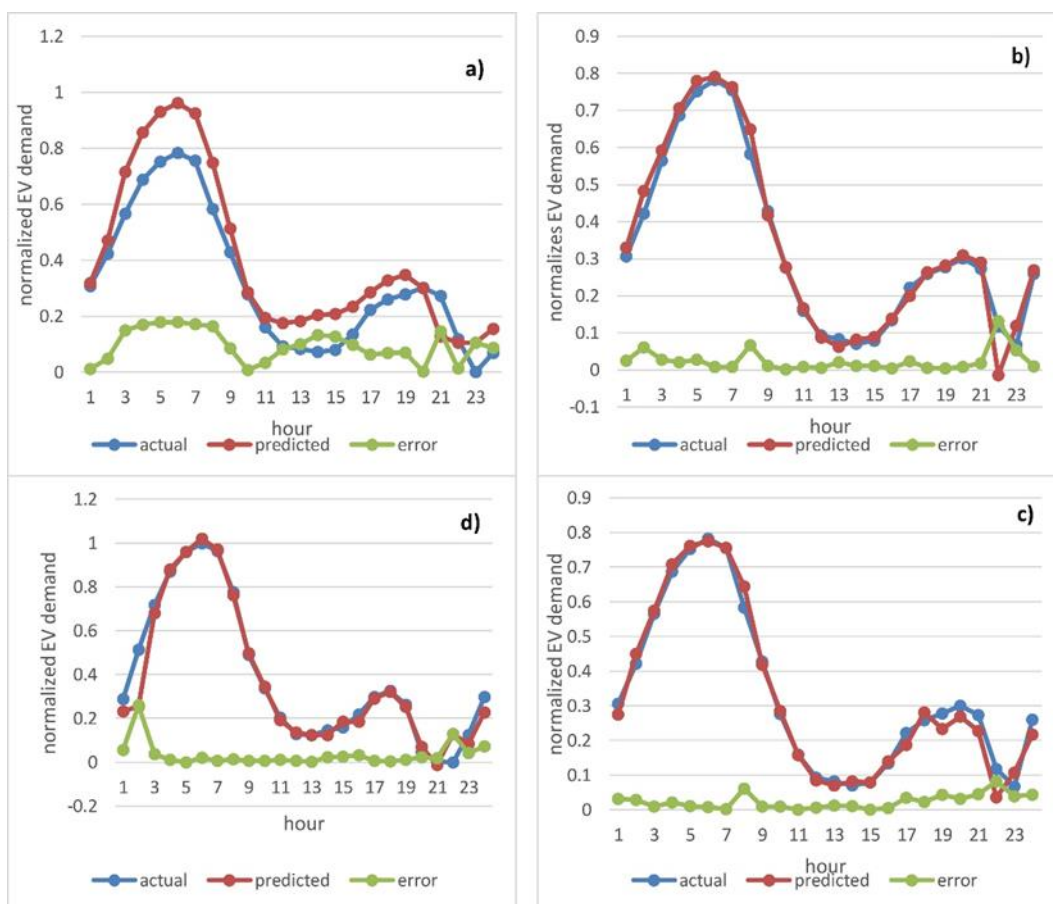 1.2
a)
1
0.8
0.6
0.4
0.2
0
normalized EV demand
1 3 5 7 9 11 13 15 17 19 21 23
hour
actual predicted error
0.9
b)
0.8
0.7
0.6
0.5
0.4
0.3
0.2
0.1
0
-0.1
normalizes EV demand
1 3 5 7 9 11 13 15 17 19 21 23
hour
actual predicted error
1.2
d)
1
0.8
0.6
0.4
0.2
0
-0.2
normalized EV demand
1 3 5 7 9 11 13 15 17 19 21 23
hour
actual predicted error
0.9
c)
0.8
0.7
0.6
0.5
0.4
0.3
0.2
0.1
0
normalized EV demand
1 3 5 7 9 11 13 15 17 19 21 23
hour
actual predicted error